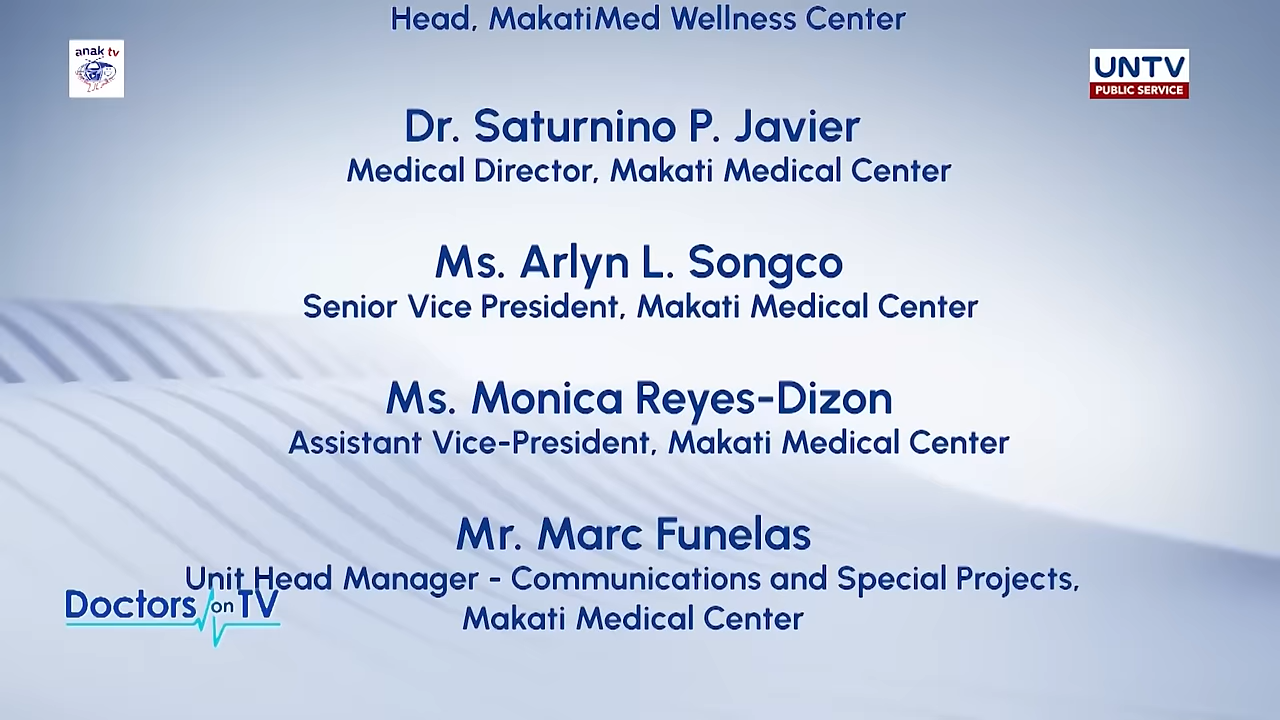 Head, MakatiMed Wellness Center
anak tv
UNTV
PUBLIC SERVICE
Dr. Saturnino P. Javier
Medical Director, Makati Medical Center
Ms. Arlyn L. Songco
Senior Vice President, Makati Medical Center
Ms. Monica Reyes-Dizon
Assistant Vice-President, Makati Medical Center
Mr. Marc Funelas
Unit Head Manager - Communications and Special Projects,
Makati Medical Center
Doctors on TV